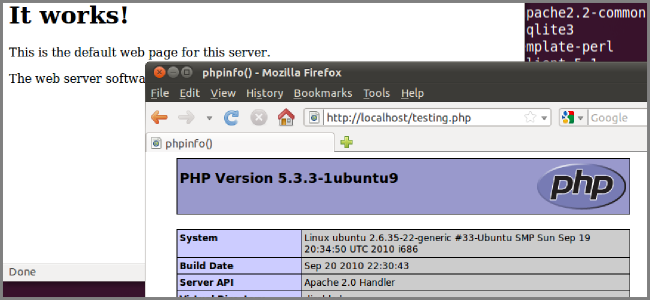 It works!
This is the default web page for this server.
The web server softwa
Done
pache2.2-common
qlite3
mplate-perl
phpinfo() - Mozilla Firefox
File Edit View History Bookmarks Tools Help
http://localhost/testing.php
Google
phpinfo()
PHP Version 5.3.3-1ubuntu9
php
System Linux ubuntu 2.6.35-22-generic #33-Ubuntu SMP Sun Sep 19
20:34:50 UTC 2010 i686
Build Date Sep 20 2010 22:30:43
Server API Apache 2.0 Handler